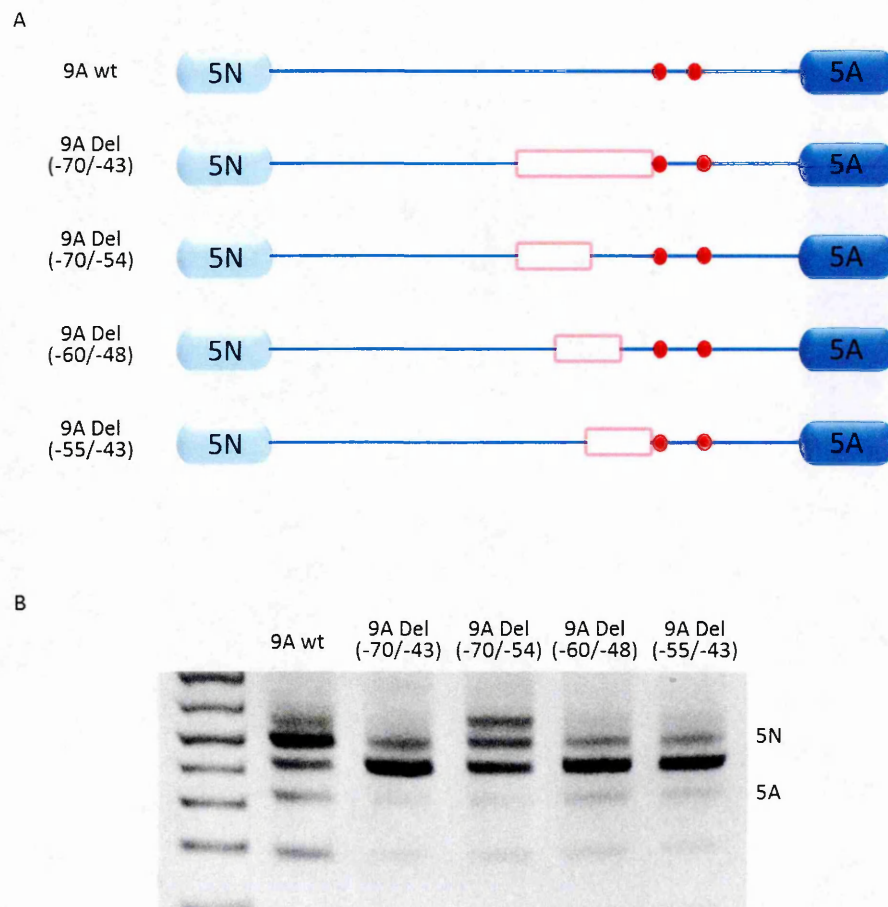 A
9A wt
5N
5A
9A Del
(-70/-43)
5N
5A
9A Del
(-70/-54)
5N
5A
9A Del
(-60/-48)
5N
5A
9A Del
(-55/-43)
5N
5A
B
9A wt
9A Del
(-70/-43)
9A Del
(-70/-54)
9A Del
(-60/-48)
9A Del
(-55/-43)
5N
5A